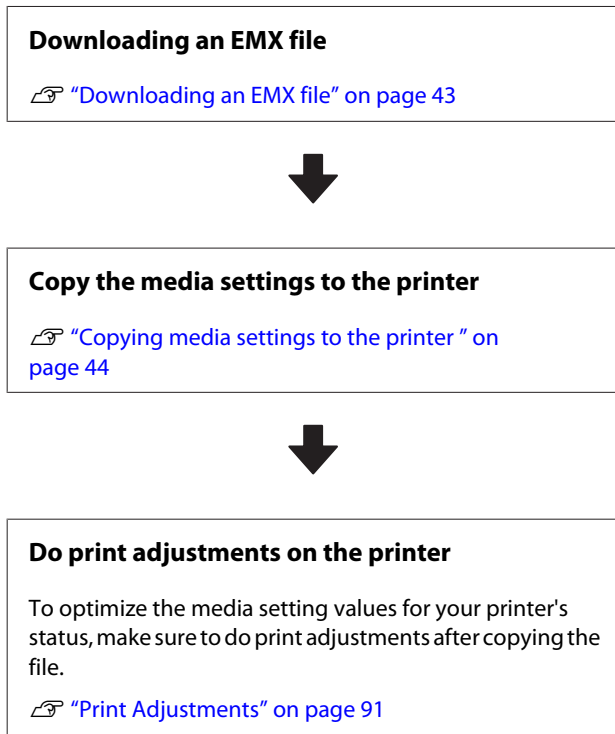 Downloading an EMX file
“Downloading an EMX file” on page 43
Copy the media settings to the printer
“Copying media settings to the printer ” on
page 44
Do print adjustments on the printer
To optimize the media setting values for your printer's
status, make sure to do print adjustments after copying the
file.
“Print Adjustments” on page 91